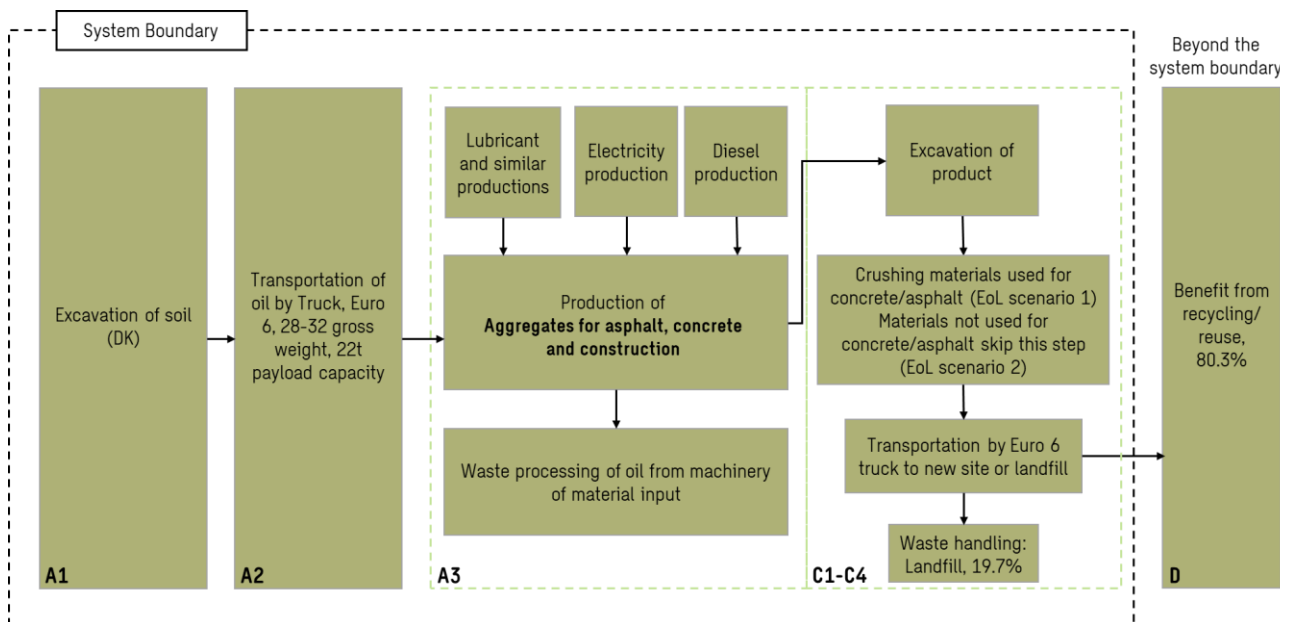 System Boundary
Beyond the
system boundary
Excavation of soil
(DK)
A1
Transportation of
oil by Truck, Euro
6, 28-32 gross
weight, 22t
payload capacity
A2
Lubricant
and similar
productions
Electricity
production
Diesel
production
Production of
Aggregates for asphalt, concrete
and construction
Waste processing of oil from machinery
of material input
A3
Excavation of
product
Crushing materials used for
concrete/asphalt (EoL scenario 1)
Materials not used for
concrete/asphalt skip this step
(EoL scenario 2)
Transportation by Euro 6
truck to new site or landfill
Waste handling:
Landfill, 19.7%
C1-C4
Benefit from
recycling/
reuse,
80.3%
D